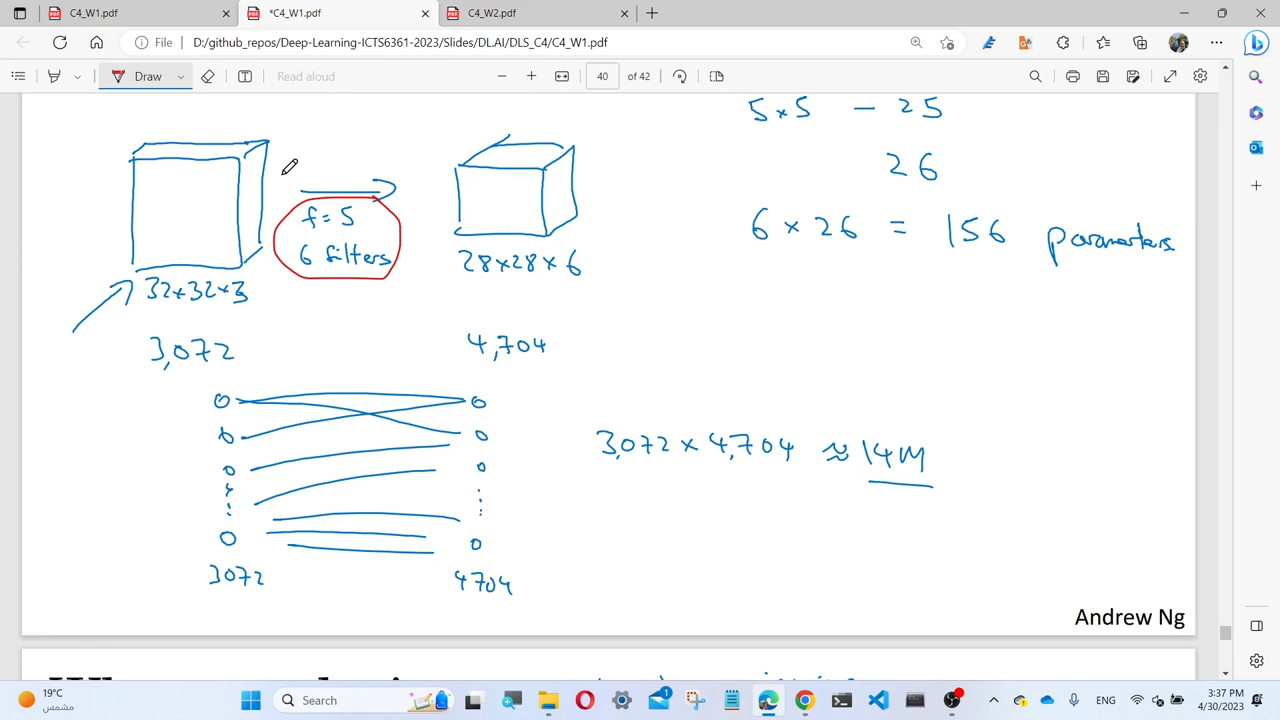 C4_W1.pdf
*C4_W1.pdf
C4_W2.pdf
File
D:/github_repos/Deep-Learning-ICTS6361-2023/Slides/DL.AI/DLS_C4/C4_W1.pdf
Draw
Read aloud
40 of 42
5×5 — 25
26
f=5
6 filters
6 × 26 = 156 parameters
32×32×3
28×28×6
3,072
4,704
3,072 × 4,704 ≈ 14M
3072
4704
Andrew Ng
19°C
مشمس
Search
1
ENG
3:37 PM
4/30/2023